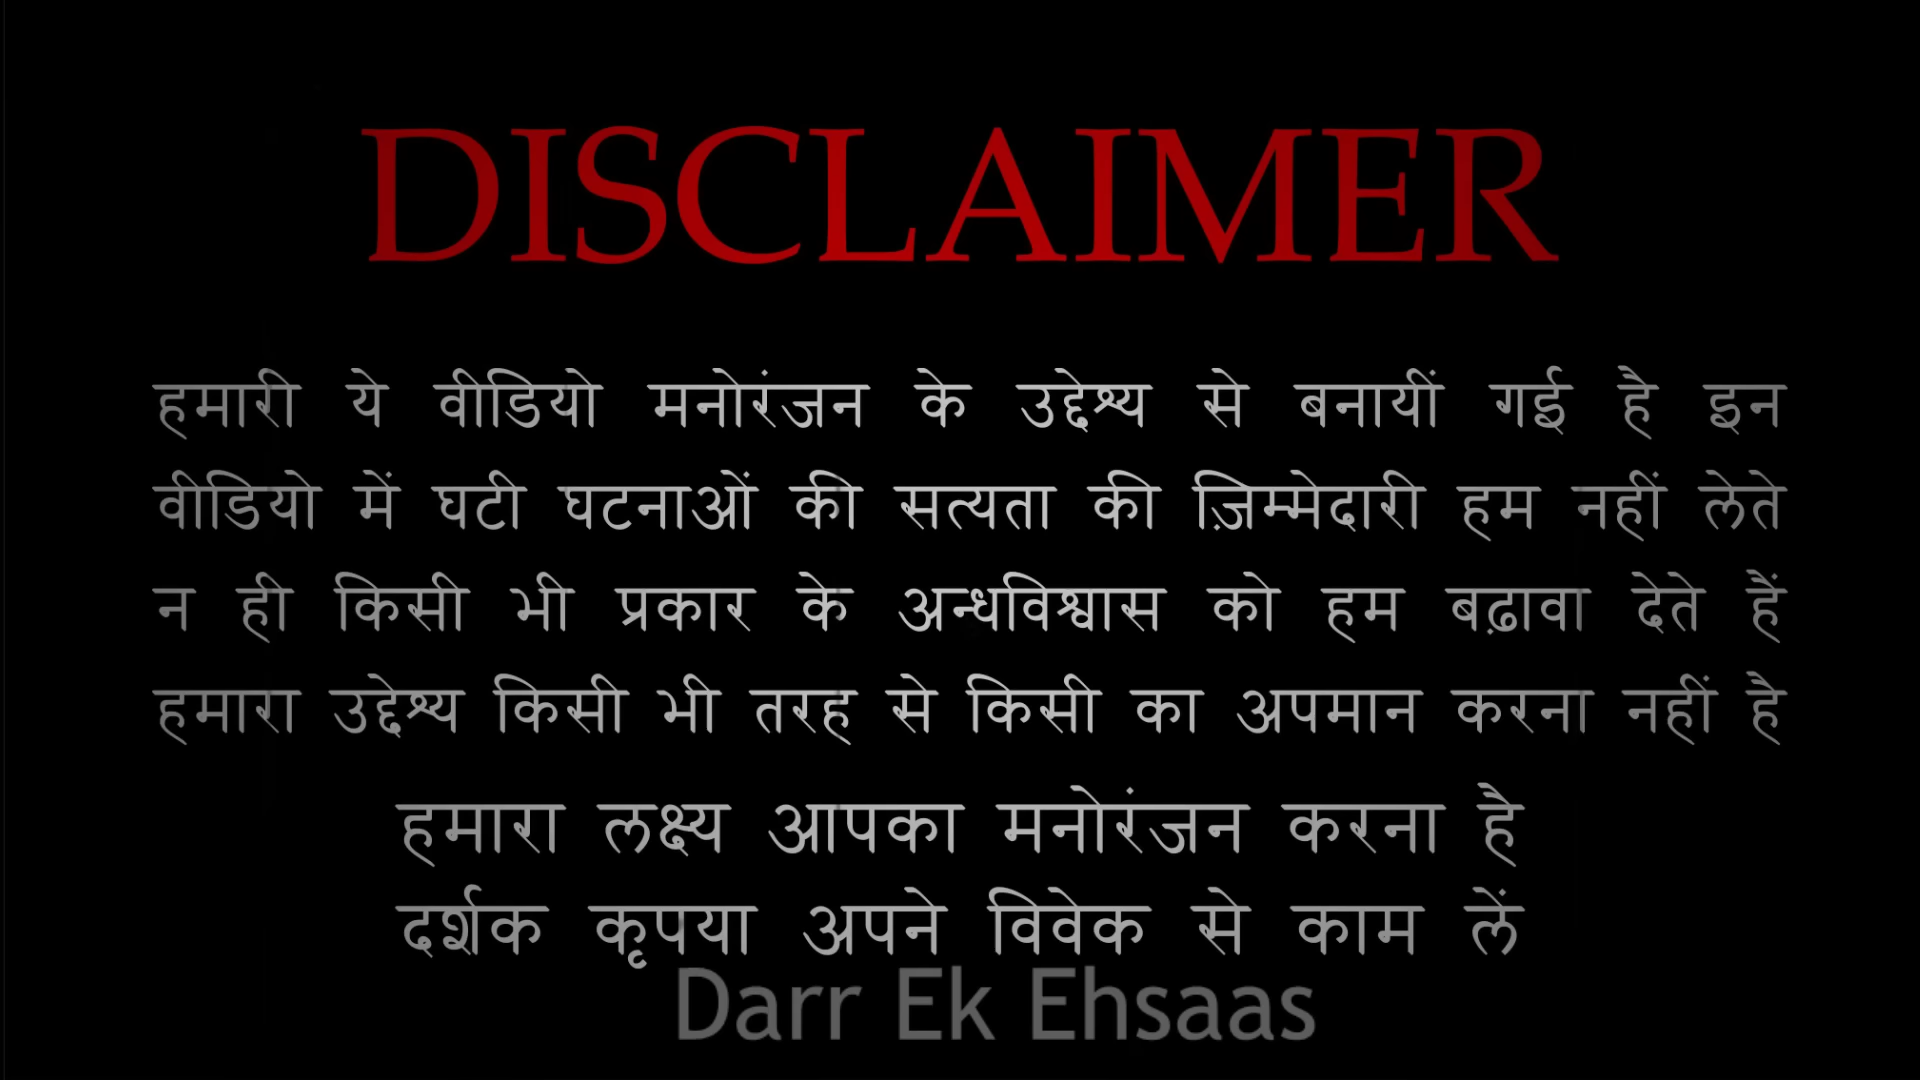 DISCLAIMER
हमारी ये वीडियो मनोरंजन के उद्देश्य से बनायीं गई है इन
वीडियो में घटी घटनाओं की सत्यता की ज़िम्मेदारी हम नहीं लेते
न ही किसी भी प्रकार के अन्धविश्वास को हम बढ़ावा देते हैं
हमारा उद्देश्य किसी भी तरह से किसी का अपमान करना नहीं है
हमारा लक्ष्य आपका मनोरंजन करना है
दर्शक कृपया अपने विवेक से काम लें
Darr Ek Ehsaas